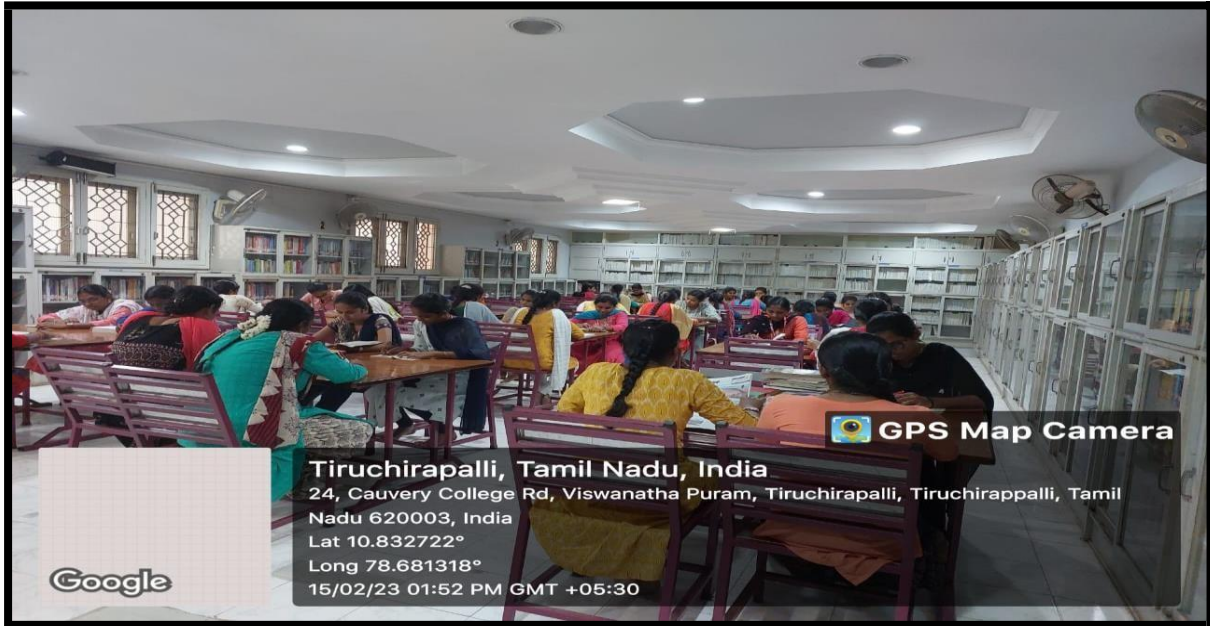 GPS Map Camera
Tiruchirapalli, Tamil Nadu, India
24, Cauvery College Rd, Viswanatha Puram, Tiruchirapalli, Tiruchirappalli, Tamil
Nadu 620003, India
Lat 10.832722°
Long 78.681318°
15/02/23 01:52 PM GMT +05:30
Google